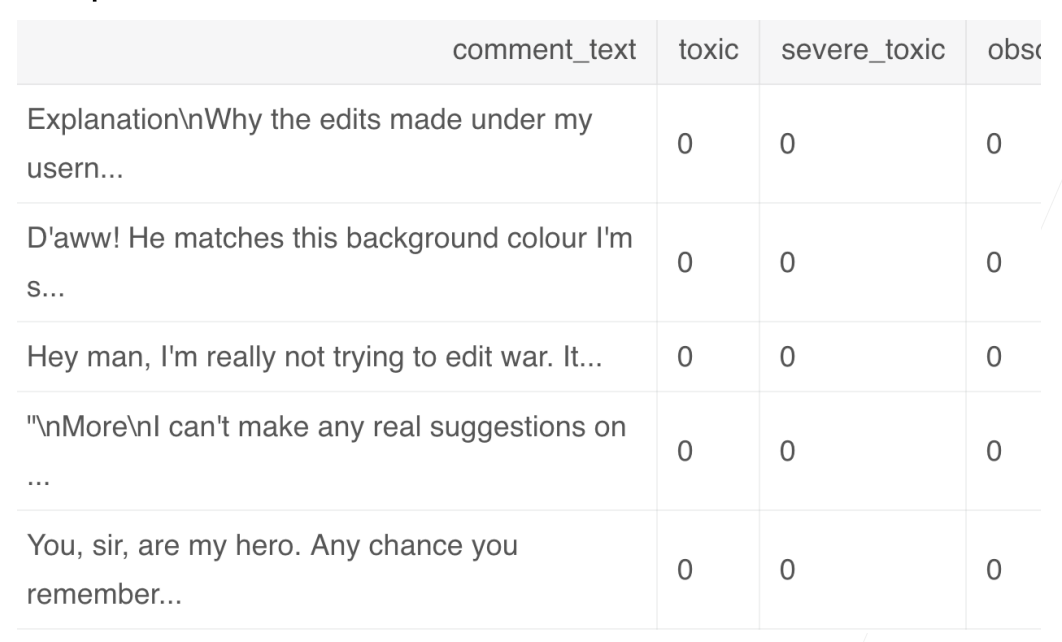 comment_text toxic severe_toxic obsc
Explanation\nWhy the edits made under my
usern...
0 0 0
D'aww! He matches this background colour I'm
s...
0 0 0
Hey man, I'm really not trying to edit war. It... 0 0 0
"\nMore\nI can't make any real suggestions on
...
0 0 0
You, sir, are my hero. Any chance you
remember...
0 0 0